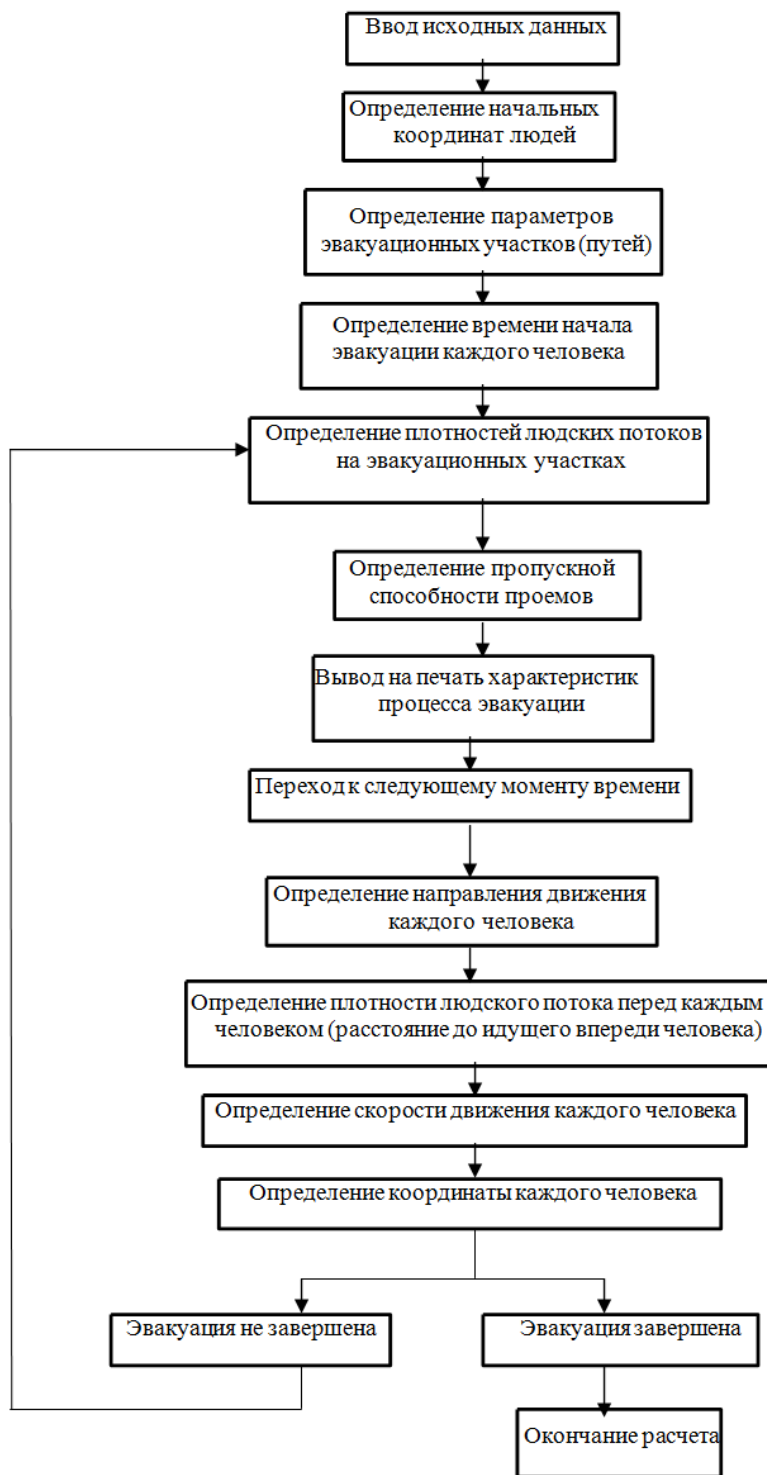 Ввод исходных данных
Определение начальных
координат людей
Определение параметров
эвакуационных участков (путей)
Определение времени начала
эвакуации каждого человека
Определение плотностей людских потоков
на эвакуационных участках
Определение пропускной
способности проемов
Вывод на печать характеристик
процесса эвакуации
Переход к следующему моменту времени
Определение направления движения
каждого человека
Определение плотности людского потока перед каждым
человеком (расстояние до идущего впереди человека)
Определение скорости движения каждого человека
Определение координаты каждого человека
Эвакуация не завершена
Эвакуация завершена
Окончание расчета